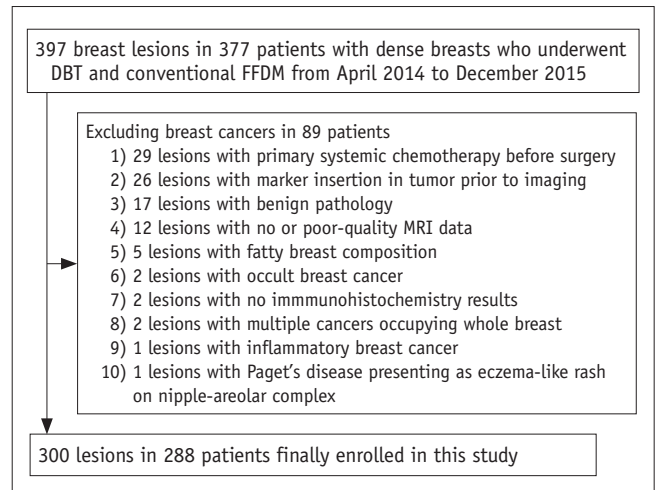 397 breast lesions in 377 patients with dense breasts who underwent
DBT and conventional FFDM from April 2014 to December 2015
Excluding breast cancers in 89 patients
1) 29 lesions with primary systemic chemotherapy before surgery
2) 26 lesions with marker insertion in tumor prior to imaging
3) 17 lesions with benign pathology
4) 12 lesions with no or poor-quality MRI data
5) 5 lesions with fatty breast composition
6) 2 lesions with occult breast cancer
7) 2 lesions with no immmunohistochemistry results
8) 2 lesions with multiple cancers occupying whole breast
9) 1 lesions with inflammatory breast cancer
10) 1 lesions with Paget's disease presenting as eczema-like rash
on nipple-areolar complex
300 lesions in 288 patients finally enrolled in this study